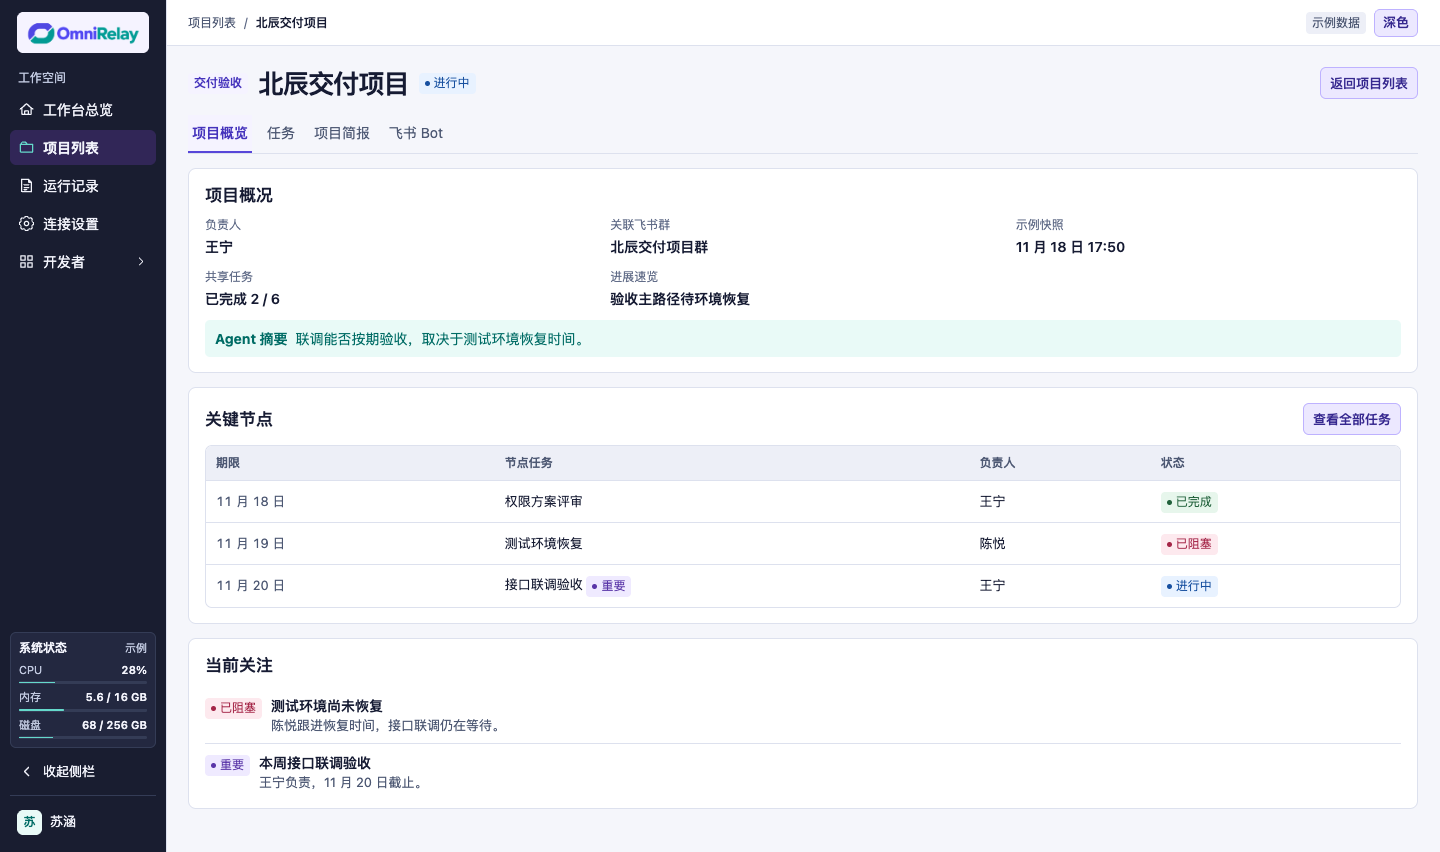 OmniRelay
工作空间
工作台总览
项目列表
运行记录
连接设置
开发者
系统状态 示例
CPU 28%
内存 5.6 / 16 GB
磁盘 68 / 256 GB
收起侧栏
苏 苏涵
项目列表 / 北辰交付项目
示例数据 深色
交付验收 北辰交付项目 进行中
返回项目列表
项目概览 任务 项目简报 飞书 Bot
项目概况
负责人 关联飞书群 示例快照
王宁 北辰交付项目群 11 月 18 日 17:50
共享任务 进展速览
已完成 2 / 6 验收主路径待环境恢复
Agent 摘要 联调能否按期验收，取决于测试环境恢复时间。
关键节点 查看全部任务
期限 节点任务 负责人 状态
11 月 18 日 权限方案评审 王宁 已完成
11 月 19 日 测试环境恢复 陈悦 已阻塞
11 月 20 日 接口联调验收 重要 王宁 进行中
当前关注
已阻塞 测试环境尚未恢复
陈悦跟进恢复时间，接口联调仍在等待。
重要 本周接口联调验收
王宁负责，11 月 20 日截止。